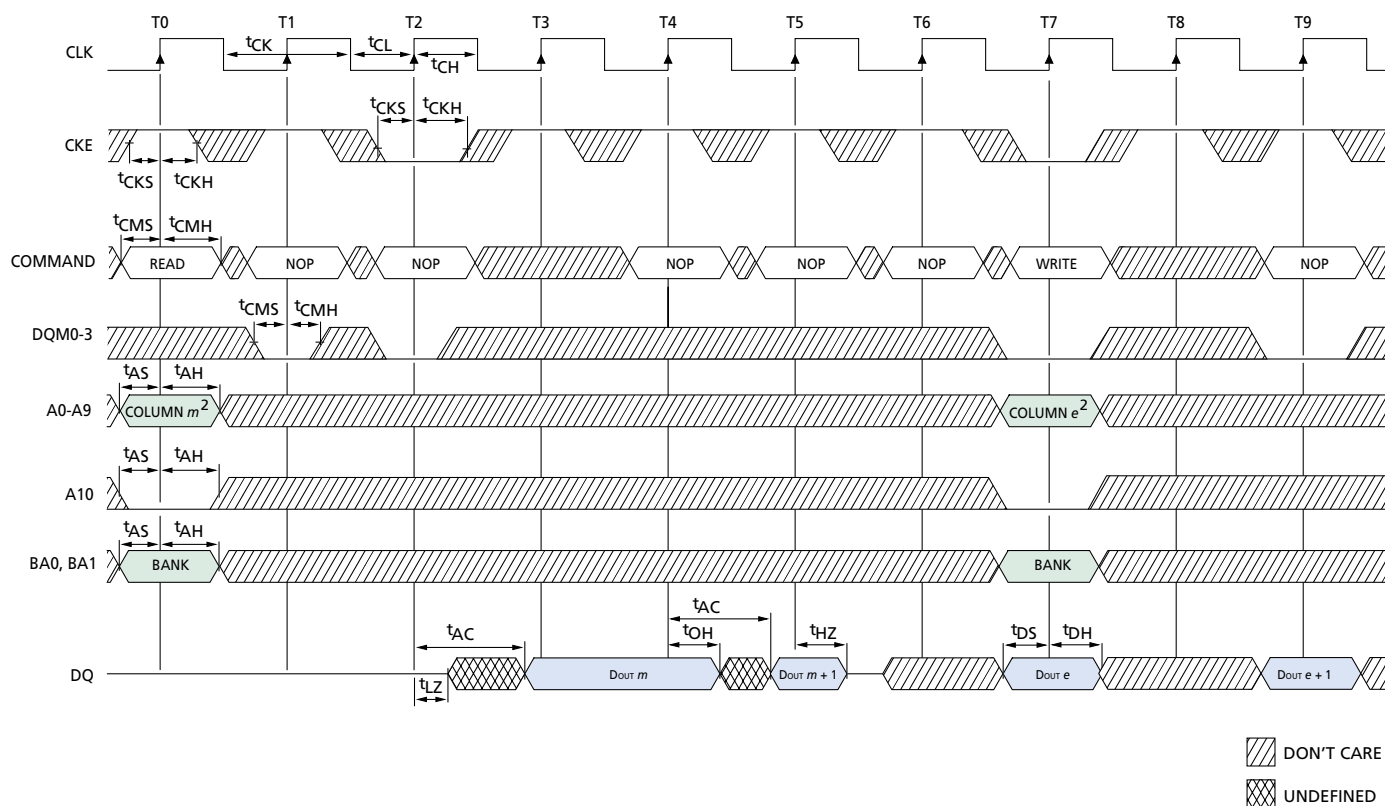 T0 T1 T2 T3 T4 T5 T6 T7 T8 T9
CLK tCK tCL tCH
tCKS tCKH
CKE
tCKS tCKH
tCMS tCMH
COMMAND READ NOP NOP NOP NOP NOP WRITE NOP
tCMS tCMH
DQM0-3
tAS tAH
A0-A9 COLUMN m2 COLUMN e2
tAS tAH
A10
tAS tAH
BA0, BA1 BANK BANK
tAC tAC tOH tHZ tDS tDH
DQ DOUT m DOUT m + 1 DOUT e DOUT e + 1
tLZ
DON'T CARE
UNDEFINED